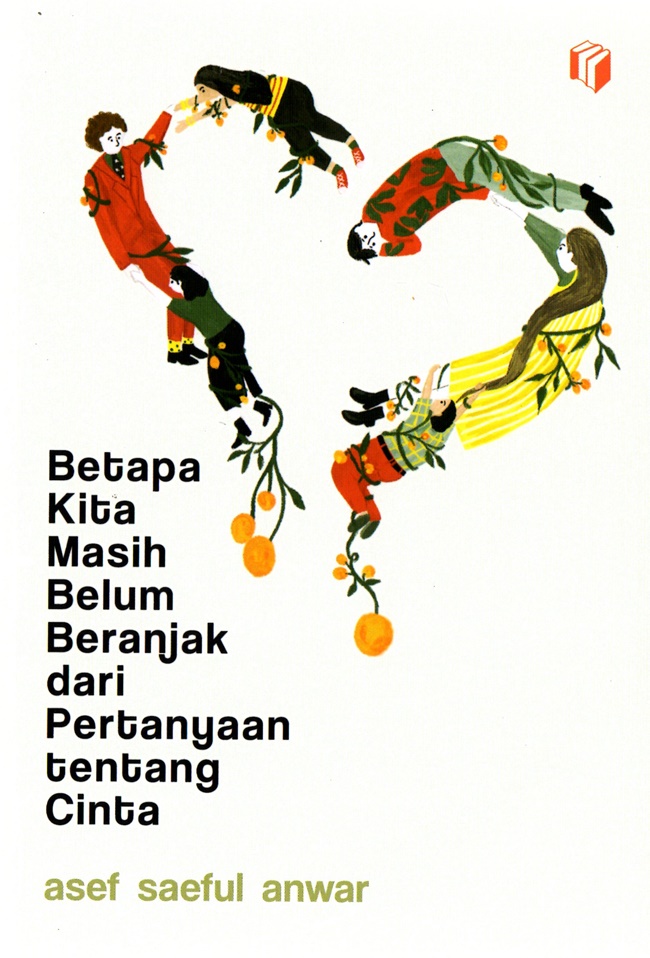 Betapa
Kita
Masih
Belum
Beranjak
dari
Pertanyaan
tentang
Cinta
asef saeful anwar